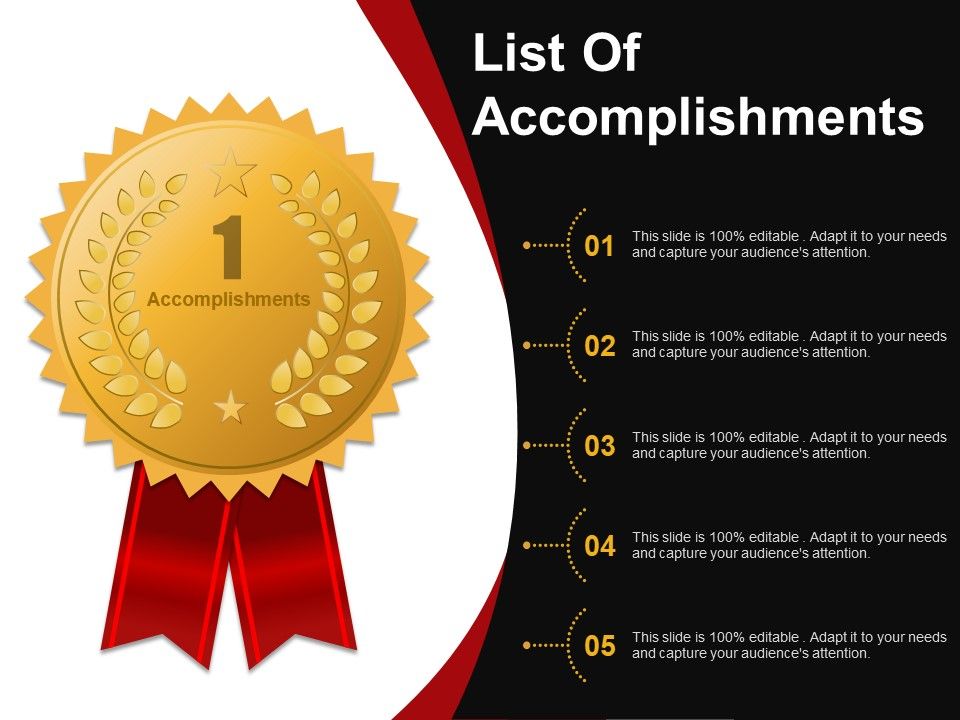 List Of
Accomplishments
1
Accomplishments
01
This slide is 100% editable . Adapt it to your needs
and capture your audience's attention.
02
This slide is 100% editable . Adapt it to your needs
and capture your audience's attention.
03
This slide is 100% editable . Adapt it to your needs
and capture your audience's attention.
04
This slide is 100% editable . Adapt it to your needs
and capture your audience's attention.
05
This slide is 100% editable . Adapt it to your needs
and capture your audience's attention.